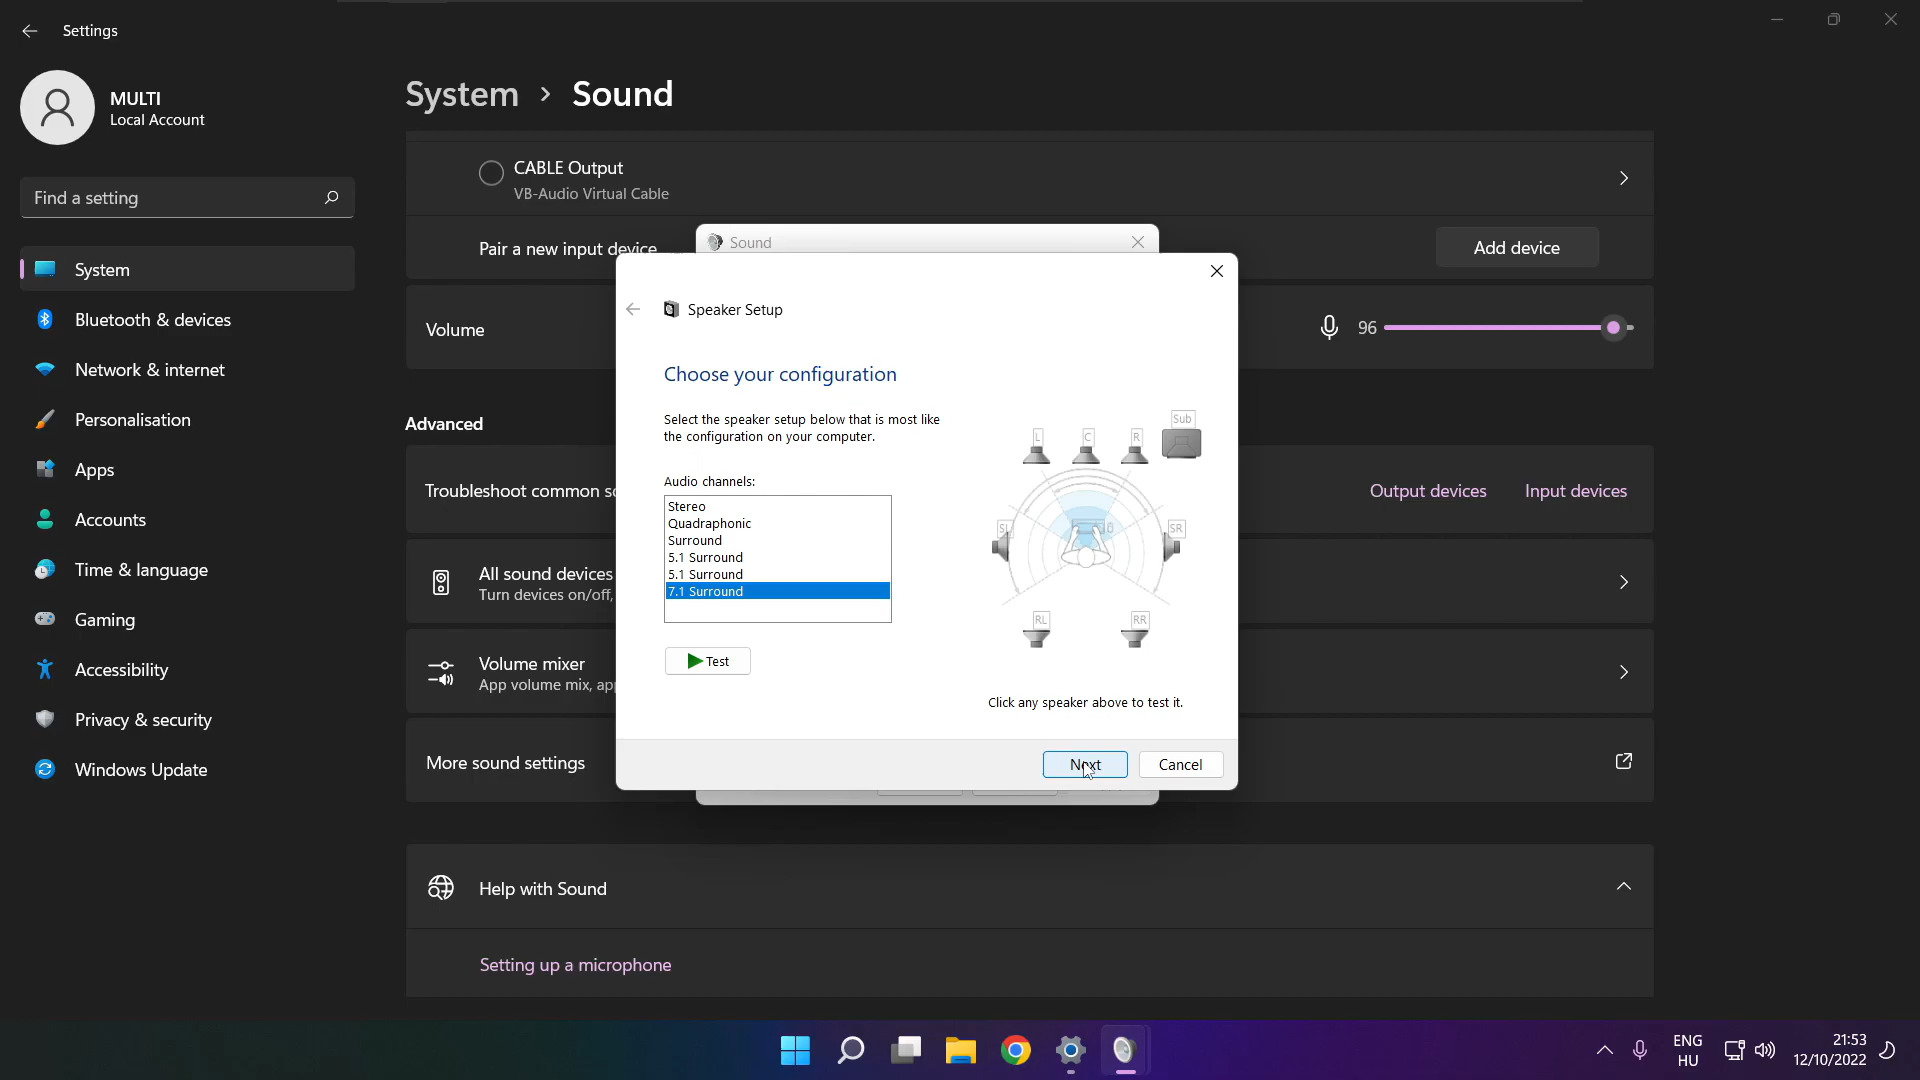 Settings
MULTI
Local Account
Find a setting
System
Bluetooth & devices
Network & internet
Personalisation
Apps
Accounts
Time & language
Gaming
Accessibility
Privacy & security
Windows Update
System > Sound
CABLE Output
VB-Audio Virtual Cable
Pair a new input device
Add device
Volume
96
Advanced
Troubleshoot common
Output devices
Input devices
All sound devices
Turn devices on/off,
Volume mixer
App volume mix,
More sound settings
Help with Sound
Setting up a microphone
Sound
Speaker Setup
Choose your configuration
Select the speaker setup below that is most like
the configuration on your computer.
Audio channels:
Stereo
Quadraphonic
Surround
5.1 Surround
5.1 Surround
7.1 Surround
Test
L
C
R
Sub
SL
SR
RL
RR
Click any speaker above to test it.
Next
Cancel
ENG
HU
21:53
12/10/2022